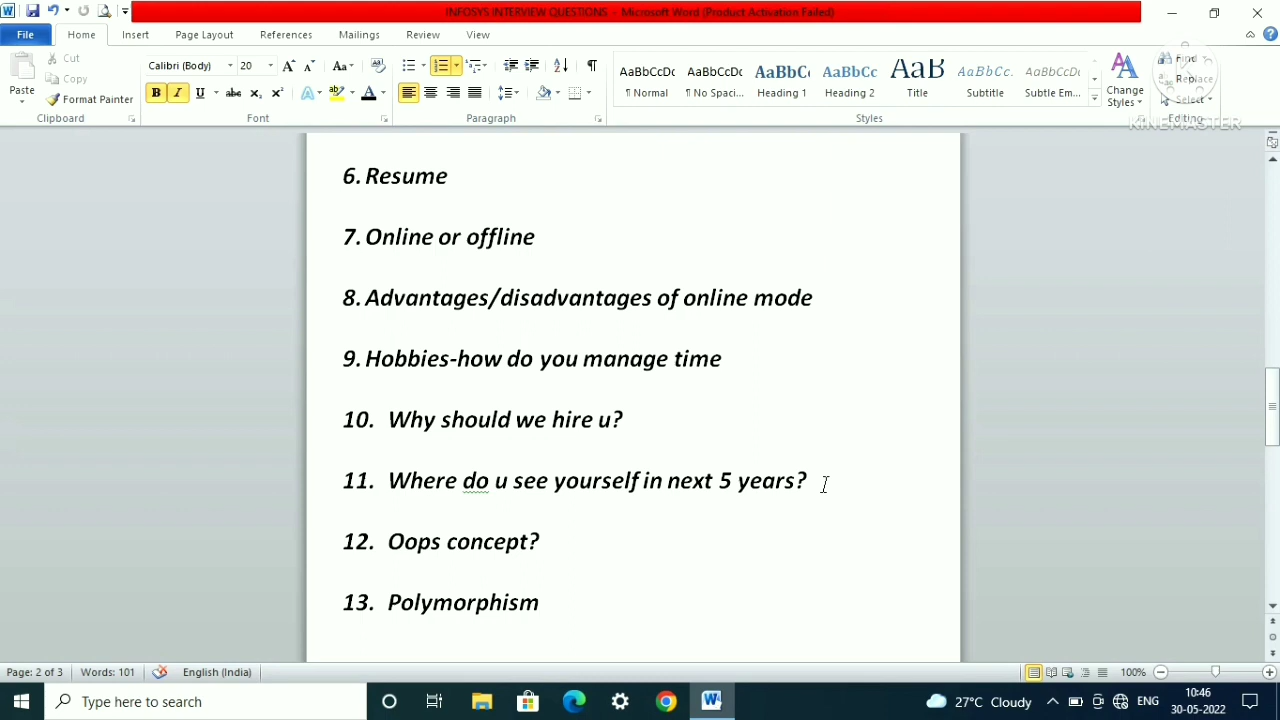 INFOSYS INTERVIEW QUESTIONS - Microsoft Word (Product Activation Failed)
File Home Insert Page Layout References Mailings Review View
Cut
Copy
Format Painter
Paste
Clipboard
Calibri (Body) 20
Font
Paragraph
AaBbCcDc AaBbCcDc AaBbCc AaBbCc AaB AaBbCc. AaBbCcDc
¶ Normal ¶ No Spaci... Heading 1 Heading 2 Title Subtitle Subtle Em...
Change Styles
Styles
Find
Replace
Select
Editing
KINEMASTER
6. Resume
7. Online or offline
8. Advantages/disadvantages of online mode
9. Hobbies-how do you manage time
10. Why should we hire u?
11. Where do u see yourself in next 5 years?
12. Oops concept?
13. Polymorphism
Page: 2 of 3 Words: 101 English (India) 100%
Type here to search
27°C Cloudy ENG 10:46
30-05-2022